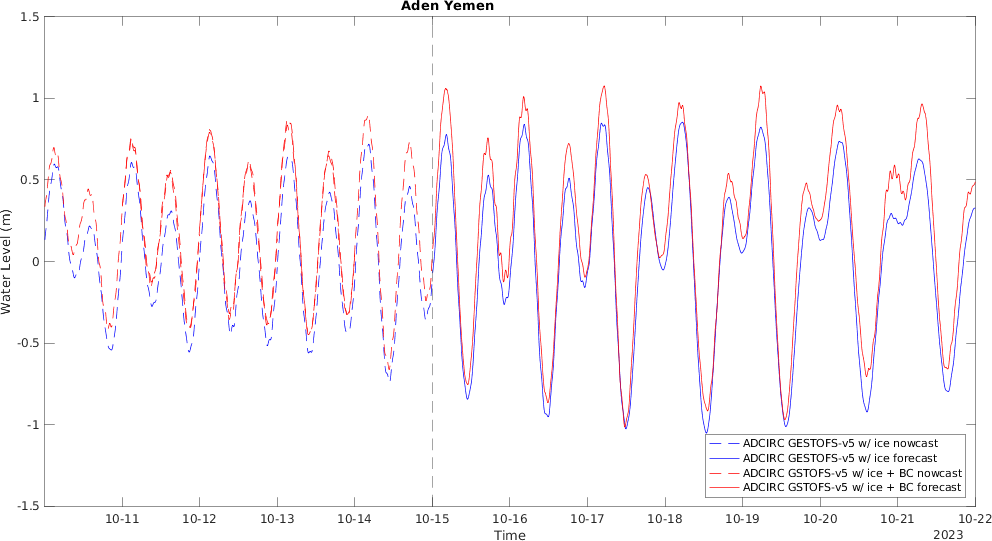 Aden Yemen
1.5
1
0.5
0
-0.5
-1
-1.5
Water Level (m)
10-11 10-12 10-13 10-14 10-15 10-16 10-17 10-18 10-19 10-20 10-21 10-22
Time
2023
ADCIRC GESTOFS-v5 w/ ice nowcast
ADCIRC GESTOFS-v5 w/ ice forecast
ADCIRC GSTOFS-v5 w/ ice + BC nowcast
ADCIRC GSTOFS-v5 w/ ice + BC forecast